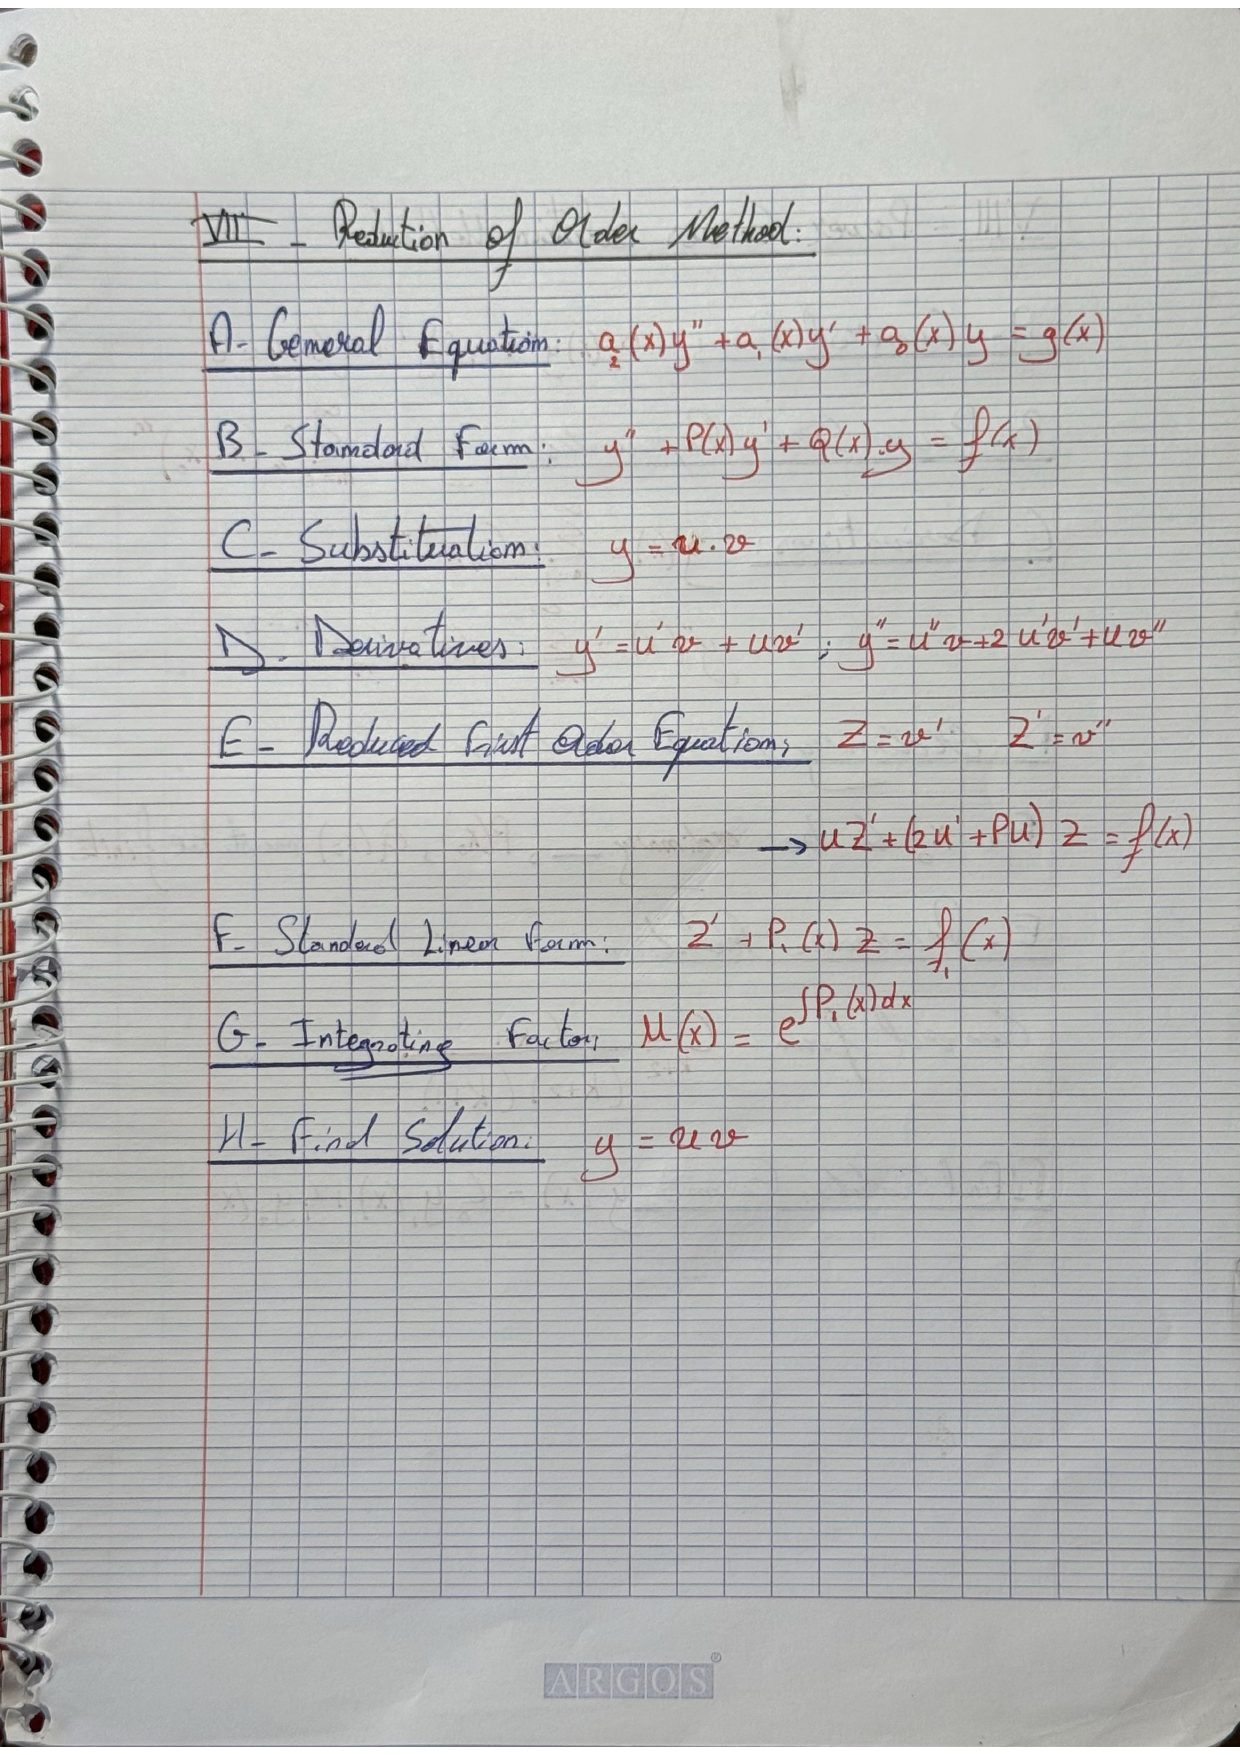 VII - Reduction of Order Method:
A- General Equation: a₂(x)y" + a₁(x)y' + a₀(x)y = g(x)
B- Standard Form: y" + P(x)y' + Q(x).y = f(x)
C- Substituation: y = u.v
D- Derivatives: y' = u'v + uv' ; y" = u"v + 2u'v' + uv"
E- Reduced First Order Equation: Z = v' Z' = v"
→ uZ' + (2u' + Pu) Z = f(x)
F- Standard Linear Form: Z' + P₁(x) Z = f₁(x)
G- Integrating Factor: μ(x) = e^∫P₁(x)dx
H- Find Solution: y = uv
ARGOS®